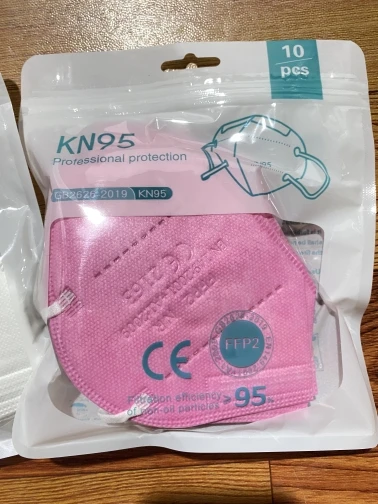 10
pcs
KN95
Professional protection
GB2626-2019 KN95
CE
FFP2
Filtration efficiency
of non-oil particles >95%